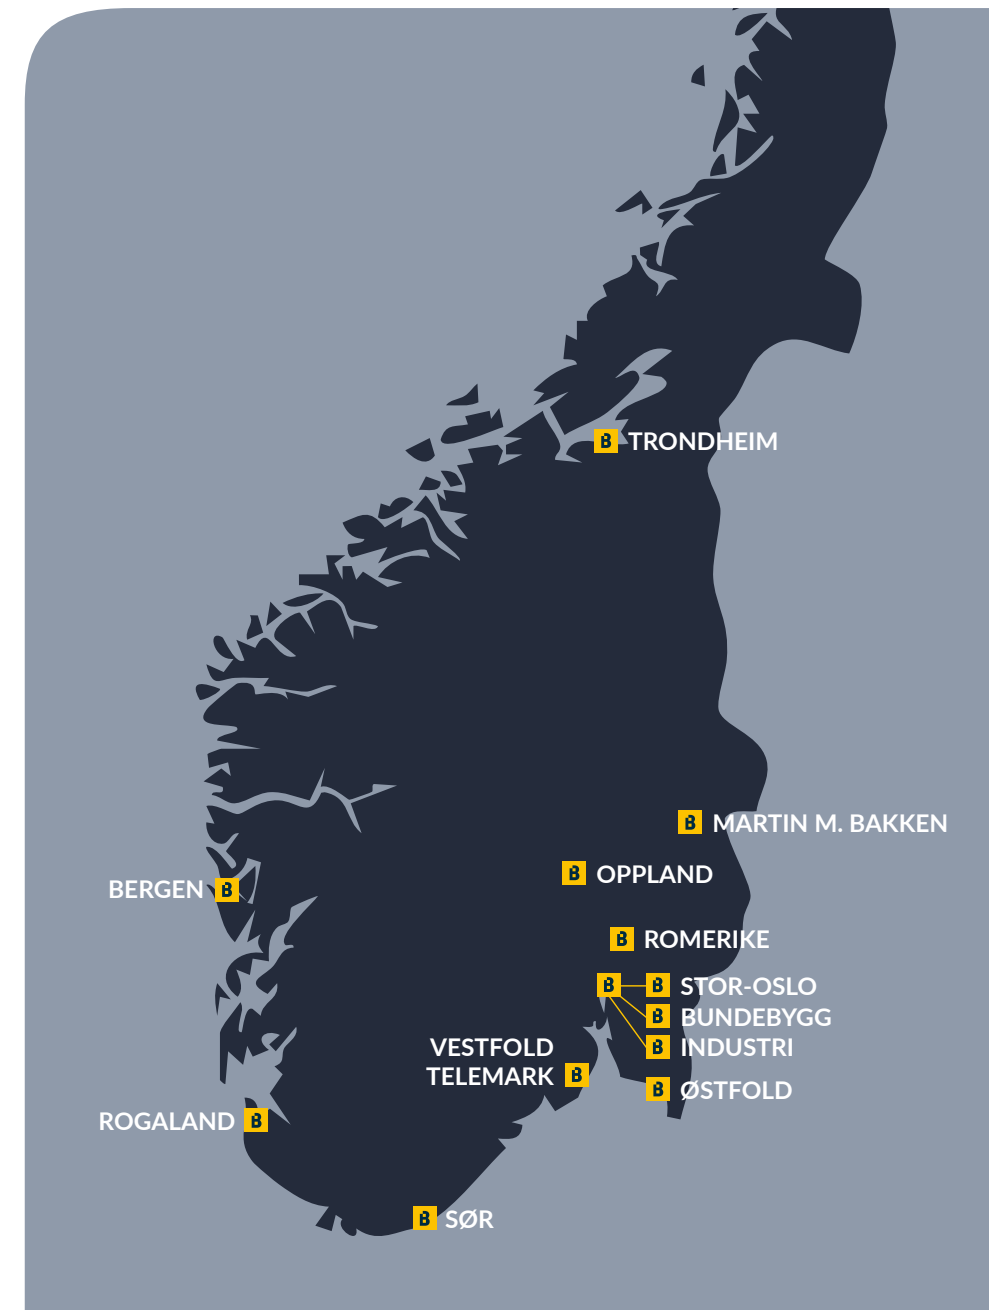 TRONDHEIM
MARTIN M. BAKKEN
OPPLAND
BERGEN
ROMERIKE
STOR-OSLO
BUNDEBYGG
INDUSTRI
VESTFOLD
TELEMARK
ØSTFOLD
ROGALAND
SØR